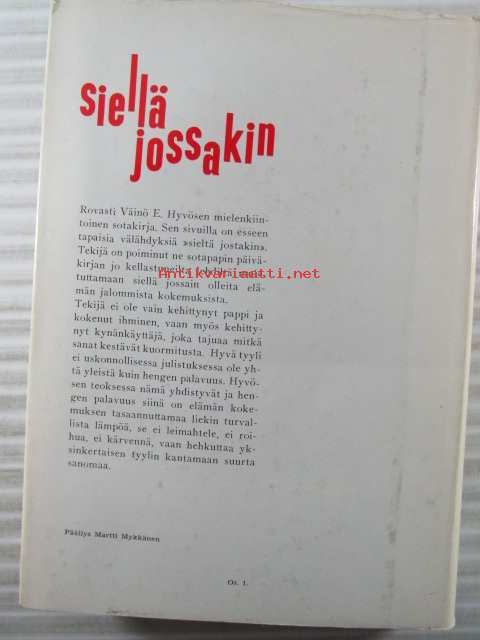 siellä
jossakin
Rovasti Väinö E. Hyvösen mielenkiin-
toinen sotakirja. Sen sivuilla on esseen
tapaisia välähdyksiä »sieltä jostakin».
Tekijä on poiminut ne sotapapin päivä-
kirjan jo kellastuneilta
Antikvariaatti.net
tuttamaan siellä jossain olleita elä-
män jalommista kokemuksista.
Tekijä ei ole vain kehittynyt pappi ja
kokenut ihminen, vaan myös kehitty-
nyt kynänkäyttäjä, joka tajuaa mitkä
sanat kestävät kuormitusta. Hyvä tyyli
ei uskonnollisessa julistuksessa ole yh-
tä yleistä kuin hengen palavuus. Hyvö-
sen teoksessa nämä yhdistyvät ja hen-
gen palavuus siinä on elämän koke-
muksen tasaannuttamaa liekin turval-
lista lämpöä, se ei leimahtele, ei roi-
hua, ei kärvennä, vaan hehkuttaa yk-
sinkertaisen tyylin kantamaan suurta
sanomaa.
Päällys Martti Mykkänen
Os. 1.